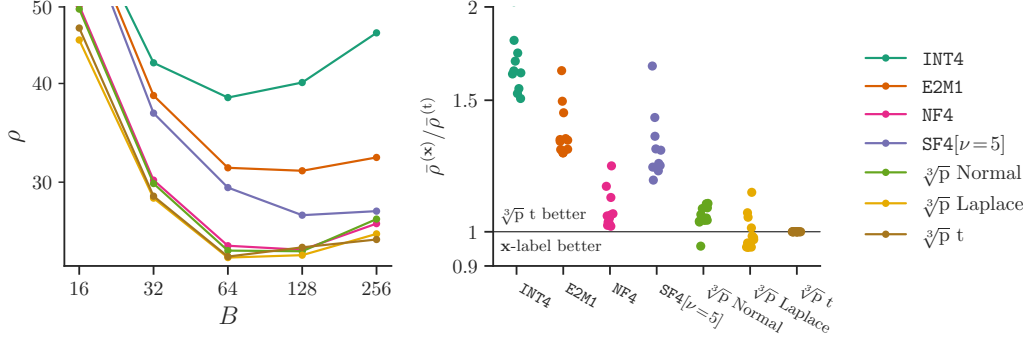 50
40
30
ρ
16
32
64
128
256
B
2
1.5
1
0.9
ρ̄⁽ˣ⁾/ρ̄⁽ᵗ⁾
∛p t better
x-label better
INT4
E2M1
NF4
SF4[ν=5]
∛p Normal
∛p Laplace
∛p t
INT4
E2M1
NF4
SF4[ν=5]
∛p Normal
∛p Laplace
∛p t